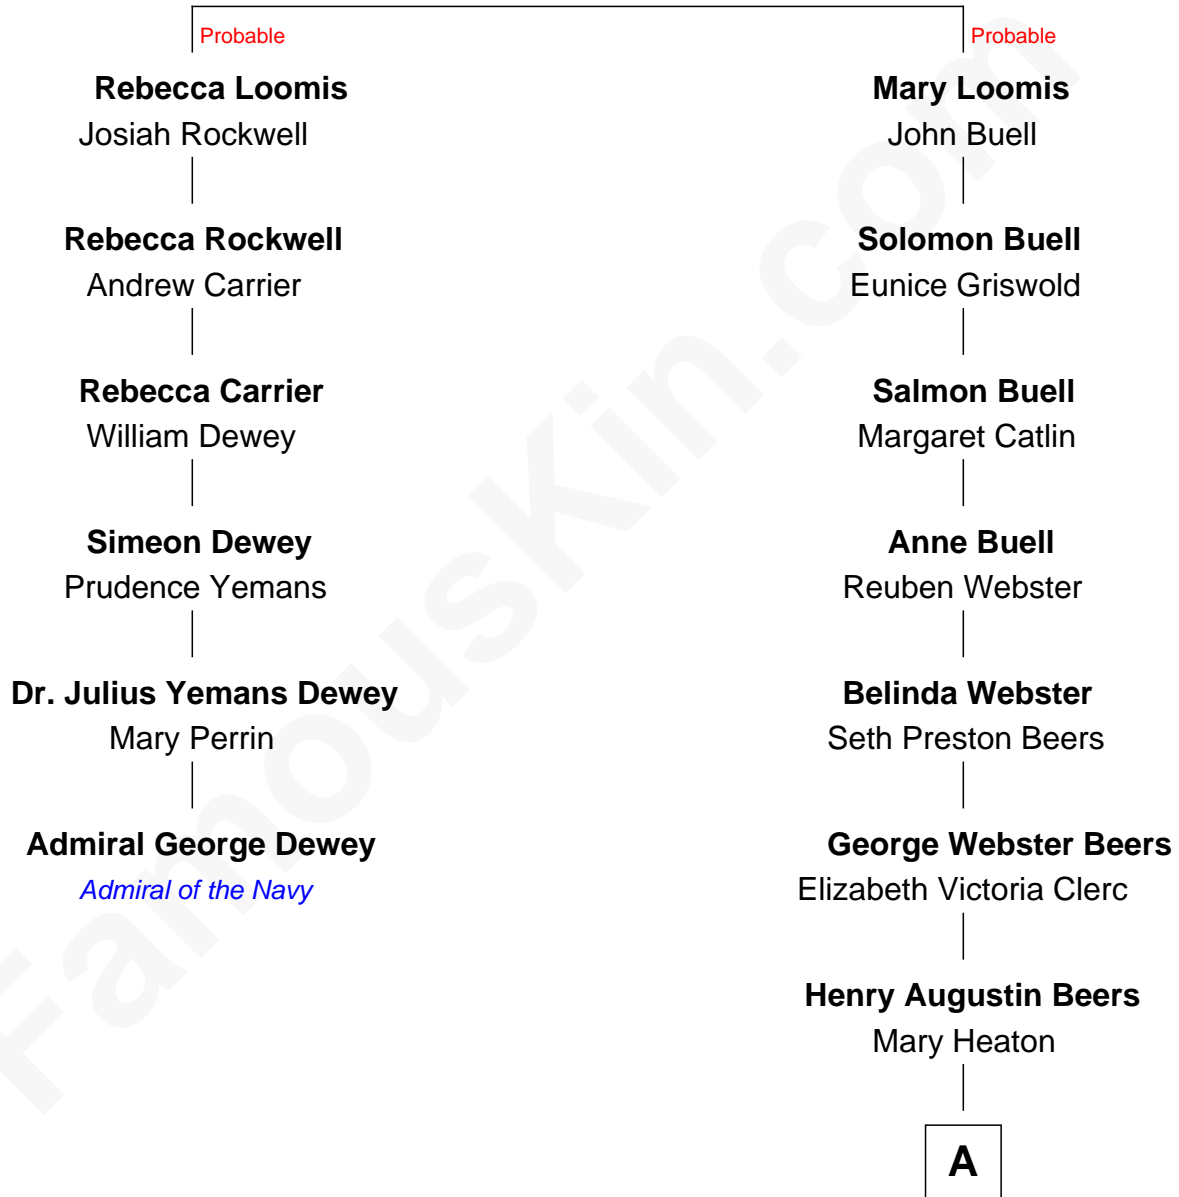 Probable
Rebecca Loomis
Josiah Rockwell
Rebecca Rockwell
Andrew Carrier
Rebecca Carrier
William Dewey
Simeon Dewey
Prudence Yemans
Dr. Julius Yemans Dewey
Mary Perrin
Admiral George Dewey
Admiral of the Navy
Probable
Mary Loomis
John Buell
Solomon Buell
Eunice Griswold
Salmon Buell
Margaret Catlin
Anne Buell
Reuben Webster
Belinda Webster
Seth Preston Beers
George Webster Beers
Elizabeth Victoria Clerc
Henry Augustin Beers
Mary Heaton
A
FamousKin.com